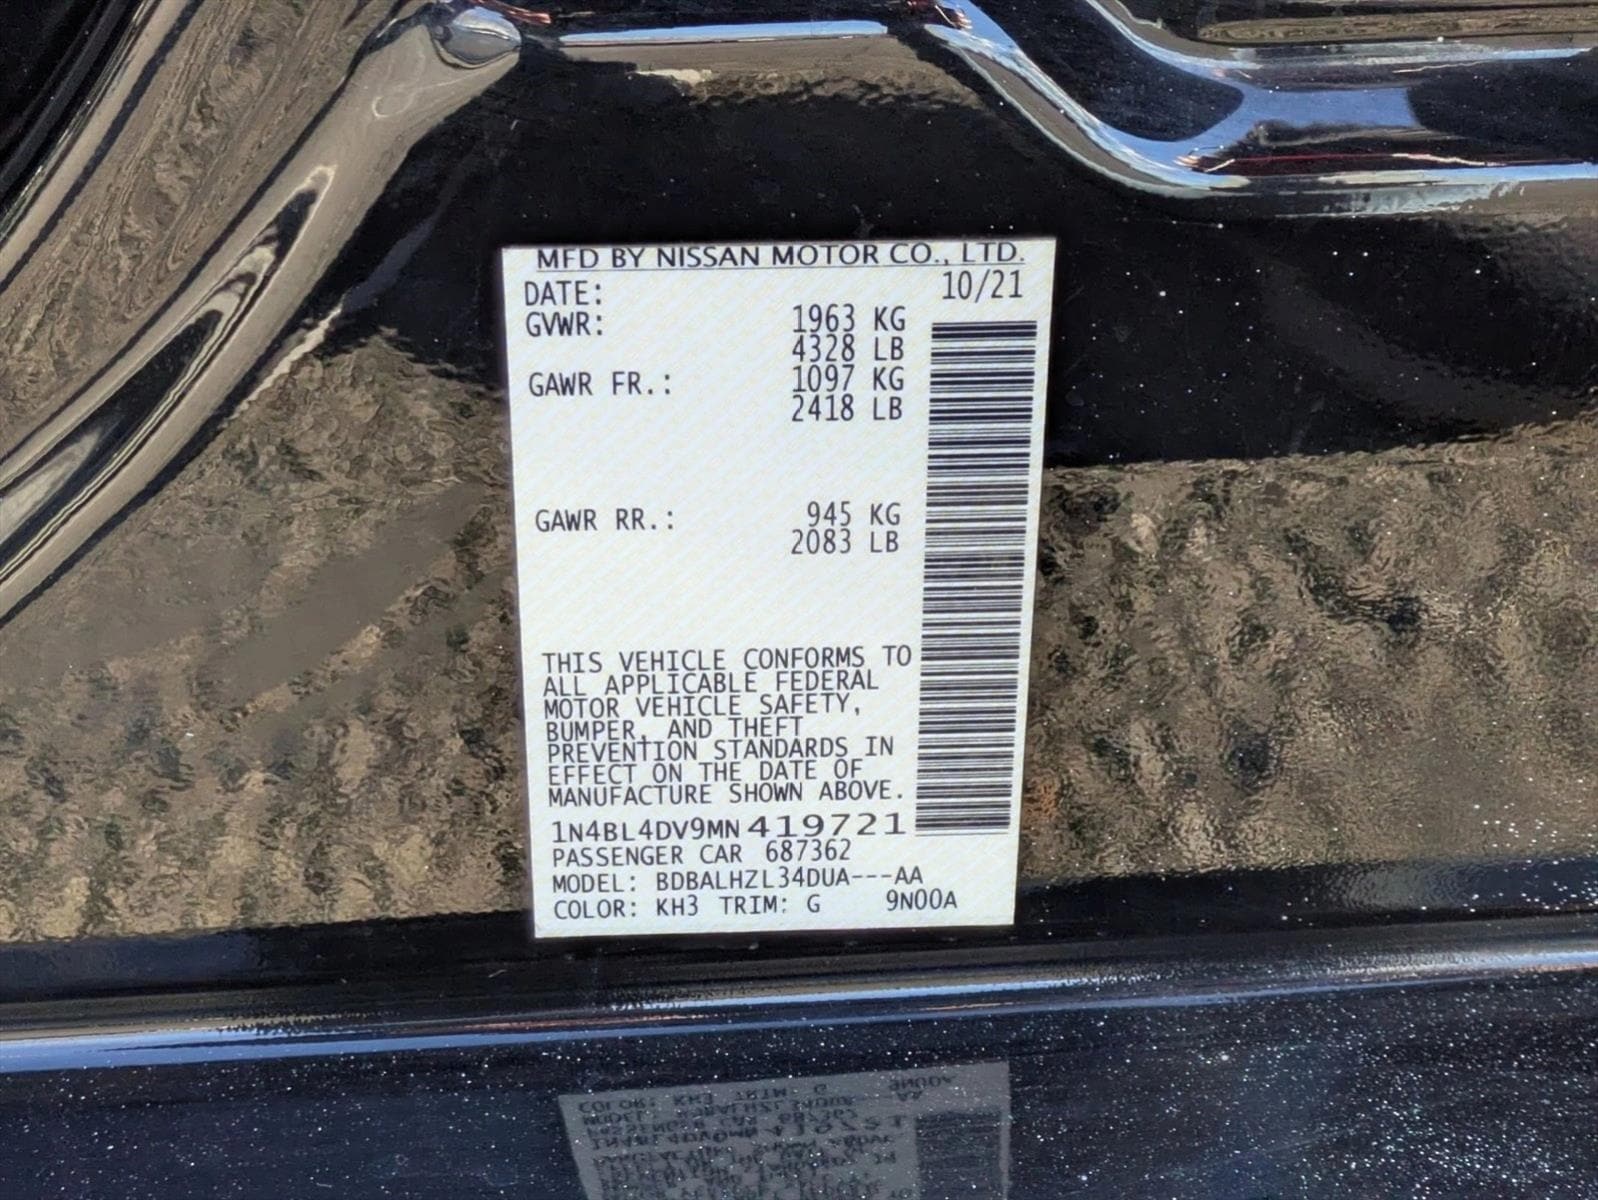 MFD BY NISSAN MOTOR CO., LTD.
DATE: 10/21
GVWR: 1963 KG
4328 LB
GAWR FR.: 1097 KG
2418 LB
GAWR RR.: 945 KG
2083 LB
THIS VEHICLE CONFORMS TO
ALL APPLICABLE FEDERAL
MOTOR VEHICLE SAFETY,
BUMPER, AND THEFT
PREVENTION STANDARDS IN
EFFECT ON THE DATE OF
MANUFACTURE SHOWN ABOVE.
1N4BL4DV9MN419721
PASSENGER CAR 687362
MODEL: BDBALHZL34DUA---AA
COLOR: KH3 TRIM: G 9N00A